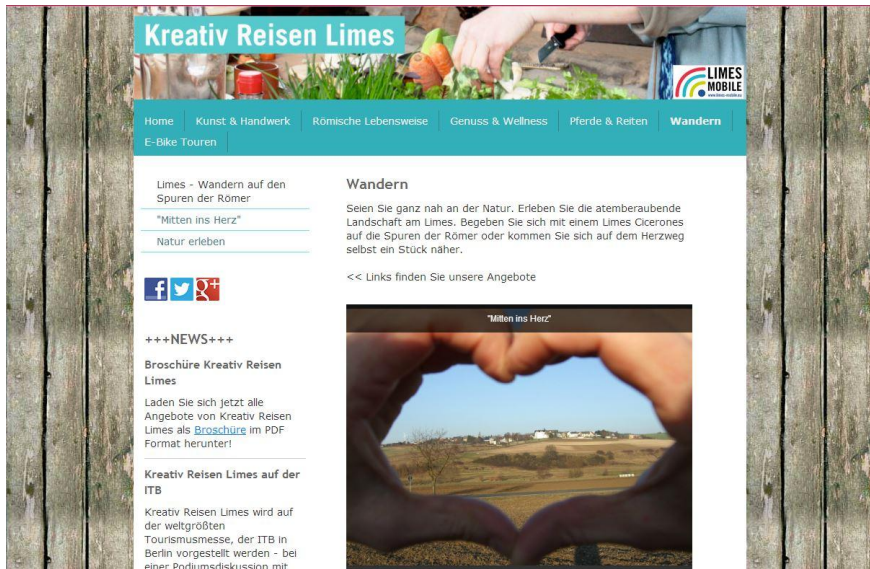 Kreativ Reisen Limes
LIMES
MOBILE
Home
Kunst & Handwerk
Römische Lebensweise
Genuss & Wellness
Pferde & Reiten
Wandern
E-Bike Touren
Limes - Wandern auf den
Spuren der Römer
"Mitten ins Herz"
Natur erleben
+++NEWS+++
Broschüre Kreativ Reisen
Limes
Laden Sie sich jetzt alle
Angebote von Kreativ Reisen
Limes als Broschüre im PDF
Format herunter!
Kreativ Reisen Limes auf der
ITB
Kreativ Reisen Limes wird auf
der weltgrößten
Tourismusmesse, der ITB in
Berlin vorgestellt werden - bei
einer Podiumsdiskussion mit
Wandern
Seien Sie ganz nah an der Natur. Erleben Sie die atemberaubende
Landschaft am Limes. Begeben Sie sich mit einem Limes Cicerones
auf die Spuren der Römer oder kommen Sie sich auf dem Herzweg
selbst ein Stück näher.
<< Links finden Sie unsere Angebote
"Mitten ins Herz"